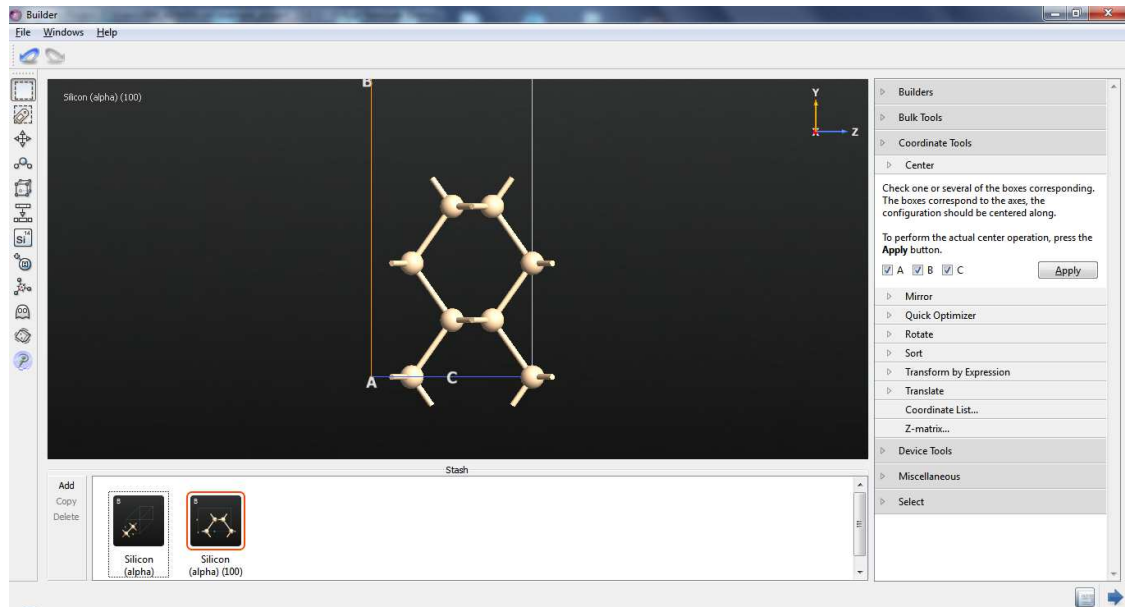 Builder
File Windows Help
Silicon (alpha) (100)
B
Y
Z
X
A
C
Si 14
Builders
Bulk Tools
Coordinate Tools
Center
Check one or several of the boxes corresponding.
The boxes correspond to the axes, the
configuration should be centered along.
To perform the actual center operation, press the
Apply button.
A B C Apply
Mirror
Quick Optimizer
Rotate
Sort
Transform by Expression
Translate
Coordinate List...
Z-matrix...
Device Tools
Miscellaneous
Select
Stash
Add
Copy
Delete
Silicon
(alpha)
Silicon
(alpha) (100)